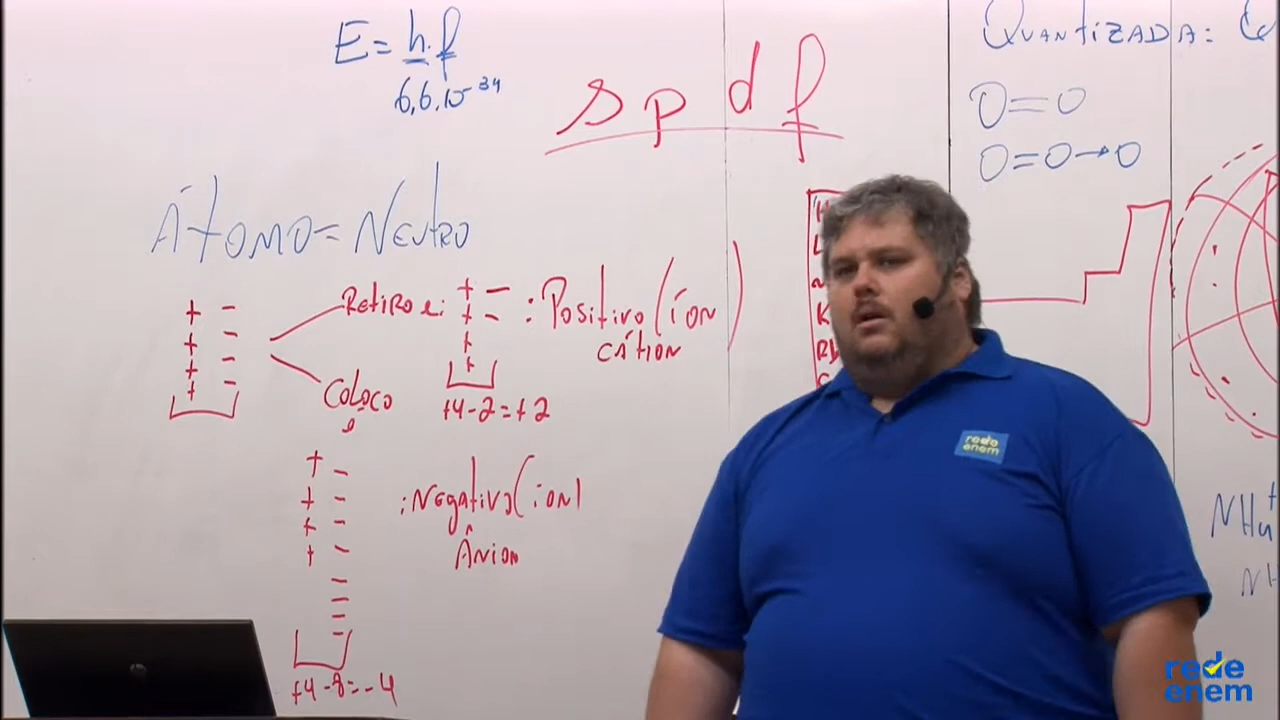 E = h.f
6,6.10⁻³⁴
s p d f
Quantizada:
O=O
O=O→O
Átomo = Neutro
+ -
+ -
+ -
+ -
Retiro e:
+ -
+ -
+
+
+4-2=+2
: Positivo (íon)
CÁTION
Coloco
e
+ -
+ -
+ -
+ -
-
-
-
-
+4-8=-4
: Negativo (íon)
Ânion
H
L
K
NH₄⁺
rede
enem
rede
enem